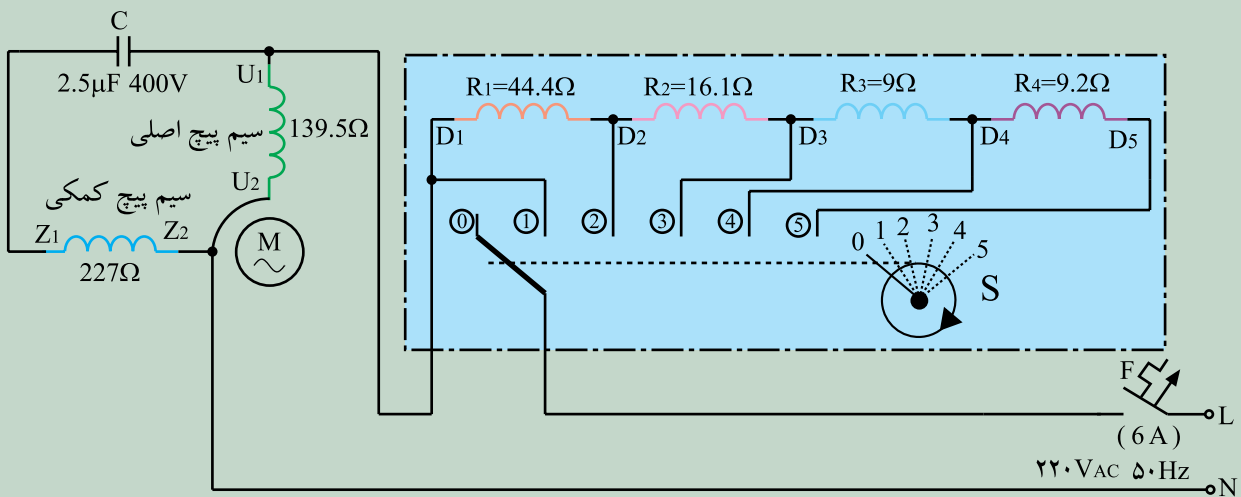 C
2.5µF 400V
U1
سیم پیچ اصلی
139.5Ω
U2
سیم پیچ کمکی
Z1
Z2
227Ω
M
R1=44.4Ω
R2=16.1Ω
R3=9Ω
R4=9.2Ω
D1
D2
D3
D4
D5
0
1
2
3
4
5
0 1 2 3 4 5
S
F
(6A)
L
۲۲۰VAC ۵۰Hz
N